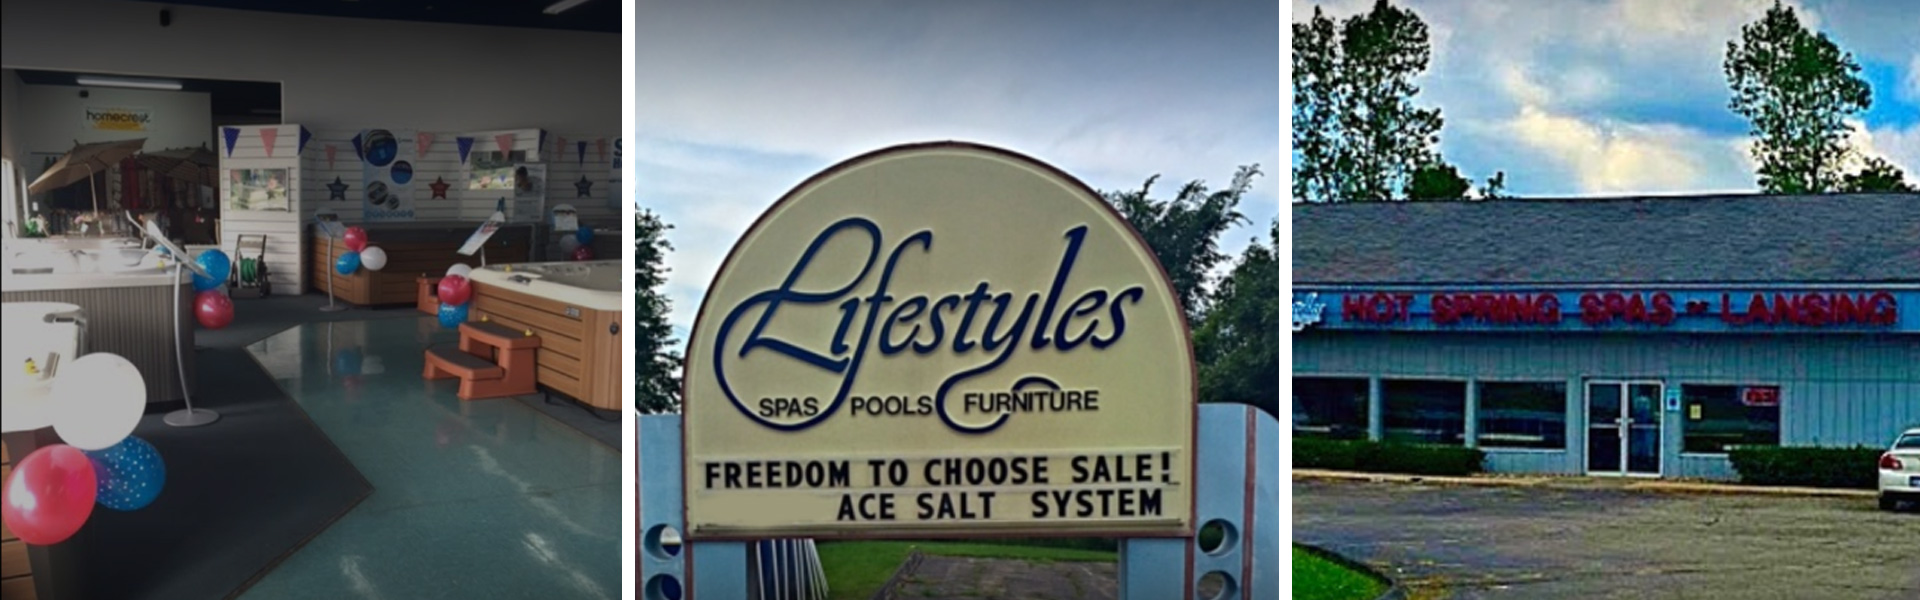 homecrest
Lifestyles
SPAS POOLS FURNITURE
FREEDOM TO CHOOSE SALE!
ACE SALT SYSTEM
HOT SPRING SPAS OF LANSING